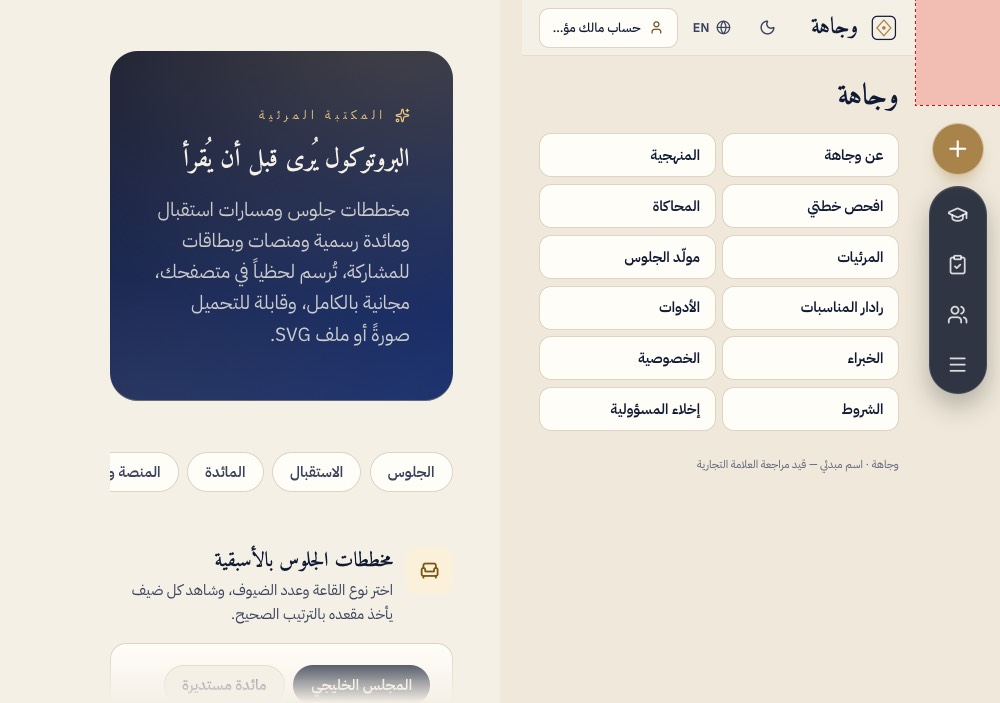 وجاهة
EN
حساب مالك مؤ...
وجاهة
عن وجاهة
المنهجية
افحص خطتي
المحاكاة
المرئيات
مولّد الجلوس
رادار المناسبات
الأدوات
الخبراء
الخصوصية
الشروط
إخلاء المسؤولية
وجاهة · اسم مبدئي — قيد مراجعة العلامة التجارية
المكتبة المرئية
البروتوكول يُرى قبل أن يُقرأ
مخططات جلوس ومسارات استقبال
ومائدة رسمية ومنصات وبطاقات
للمشاركة، تُرسم لحظياً في متصفحك،
مجانية بالكامل، وقابلة للتحميل
صورةً أو ملف SVG.
الجلوس
الاستقبال
المائدة
المنصة و
مخططات الجلوس بالأسبقية
اختر نوع القاعة وعدد الضيوف، وشاهد كل ضيف
يأخذ مقعده بالترتيب الصحيح.
المجلس الخليجي
مائدة مستديرة